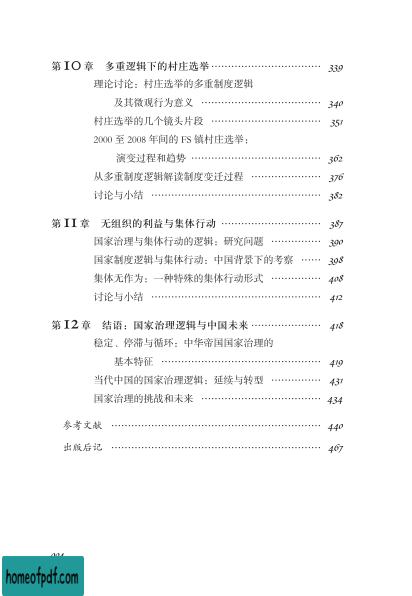 第10章 多重逻辑下的村庄选举 ……………………………… 339
理论讨论：村庄选举的多重制度逻辑
及其微观行为意义 ……………………………… 340
村庄选举的几个镜头片段 ……………………………… 351
2000 至 2008 年间的 FS 镇村庄选举：
演变过程和趋势 ……………………………… 362
从多重制度逻辑解读制度变迁过程 ………………… 376
讨论与小结 ……………………………………………… 382
第11章 无组织的利益与集体行动 ………………………… 387
国家治理与集体行动的逻辑：研究问题 …………… 390
国家制度逻辑与集体行动：中国背景下的考察 …… 398
集体无作为：一种特殊的集体行动形式 …………… 408
讨论与小结 ……………………………………………… 412
第12章 结语：国家治理逻辑与中国未来 ………………… 418
稳定、停滞与循环：中华帝国国家治理的
基本特征 ……………………………………… 419
当代中国的国家治理逻辑：延续与转型 …………… 431
国家治理的挑战和未来 ……………………………… 434
参考文献 ………………………………………………………… 440
出版后记 ………………………………………………………… 467
homeofpdf.com